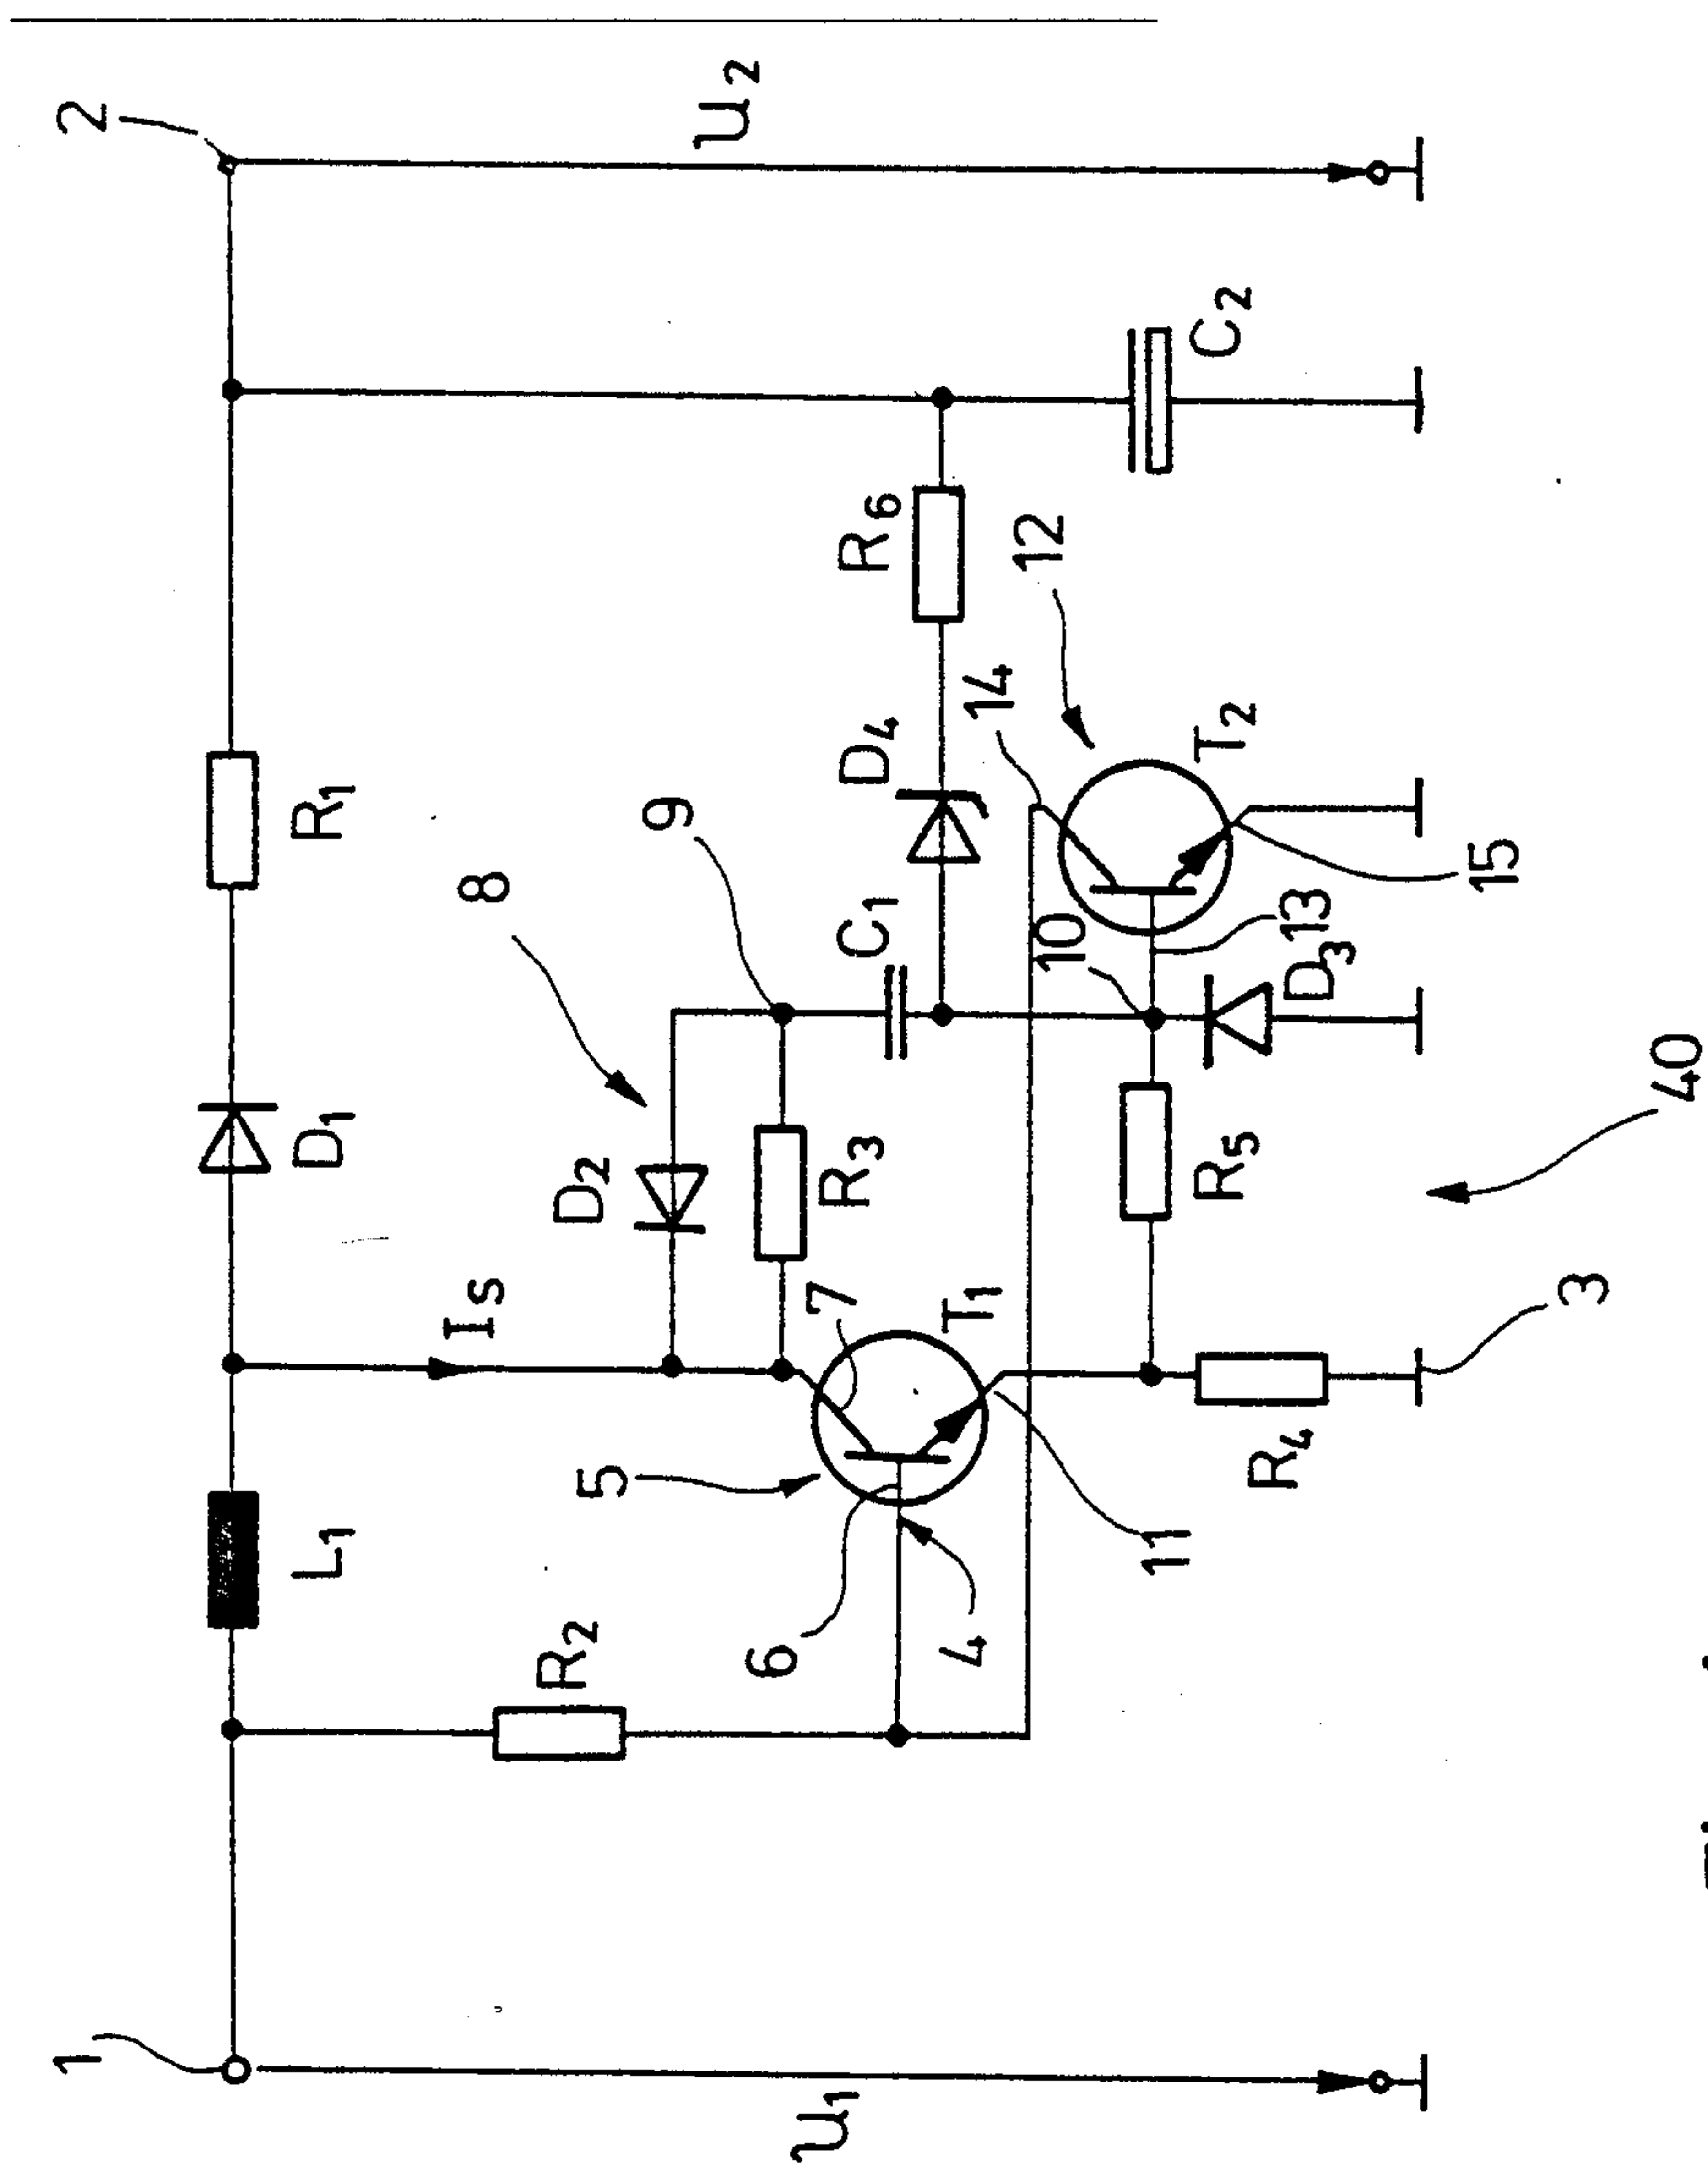 1
2
U₁
U₂
L₁
D₁
R₁
R₂
I s
5
6
4
7
T₁
11
D₂
8
R₃
9
C₁
D₄
R₆
10
14
12
T₂
13
15
D₃
R₅
R₄
3
C₂
40